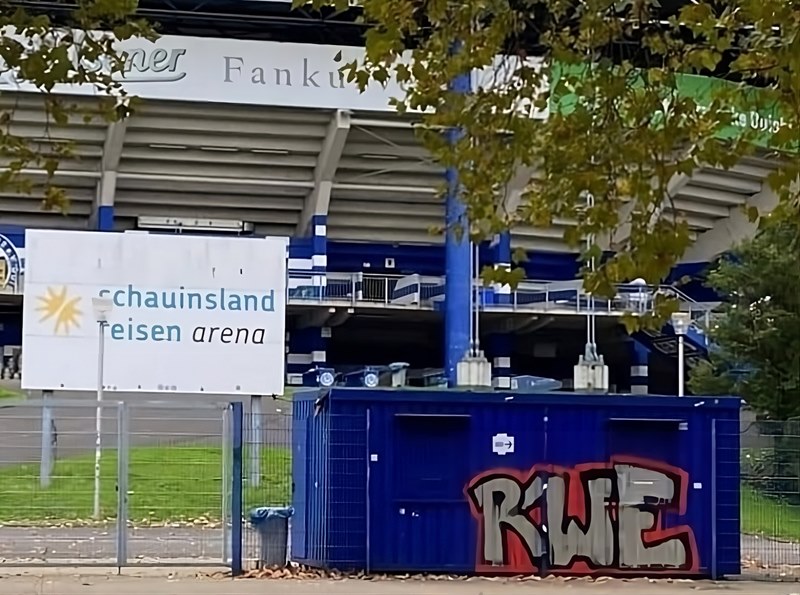 Fanku
schauinsland
reisen arena
RWE